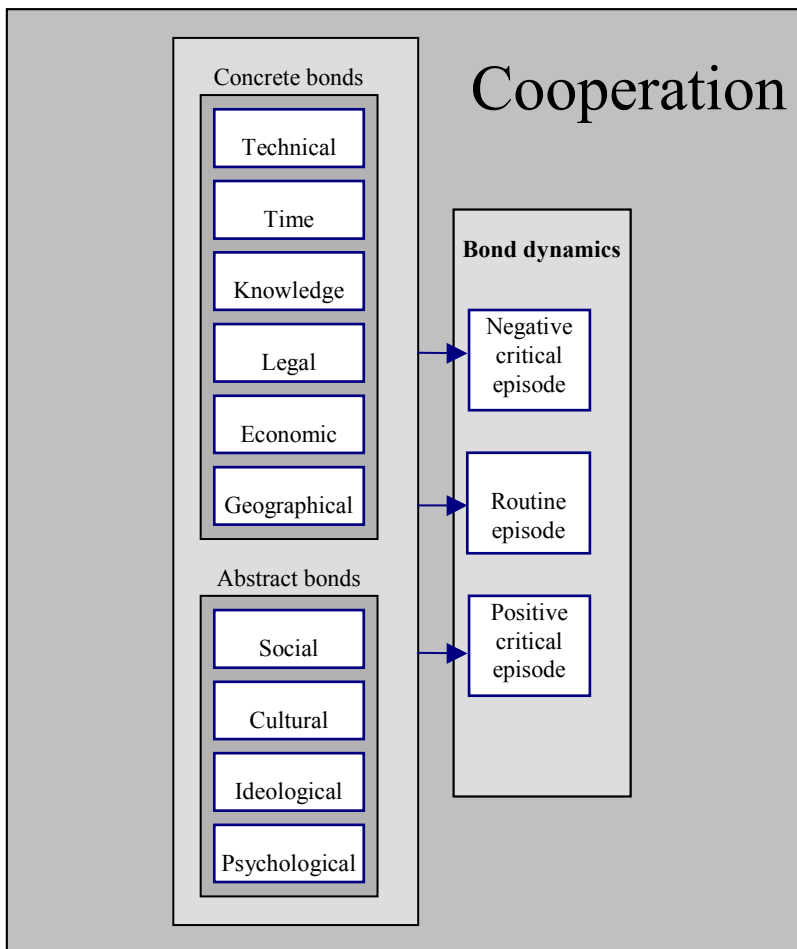 Cooperation
Concrete bonds
Technical
Time
Knowledge
Legal
Economic
Geographical
Abstract bonds
Social
Cultural
Ideological
Psychological
Bond dynamics
Negative
critical
episode
Routine
episode
Positive
critical
episode